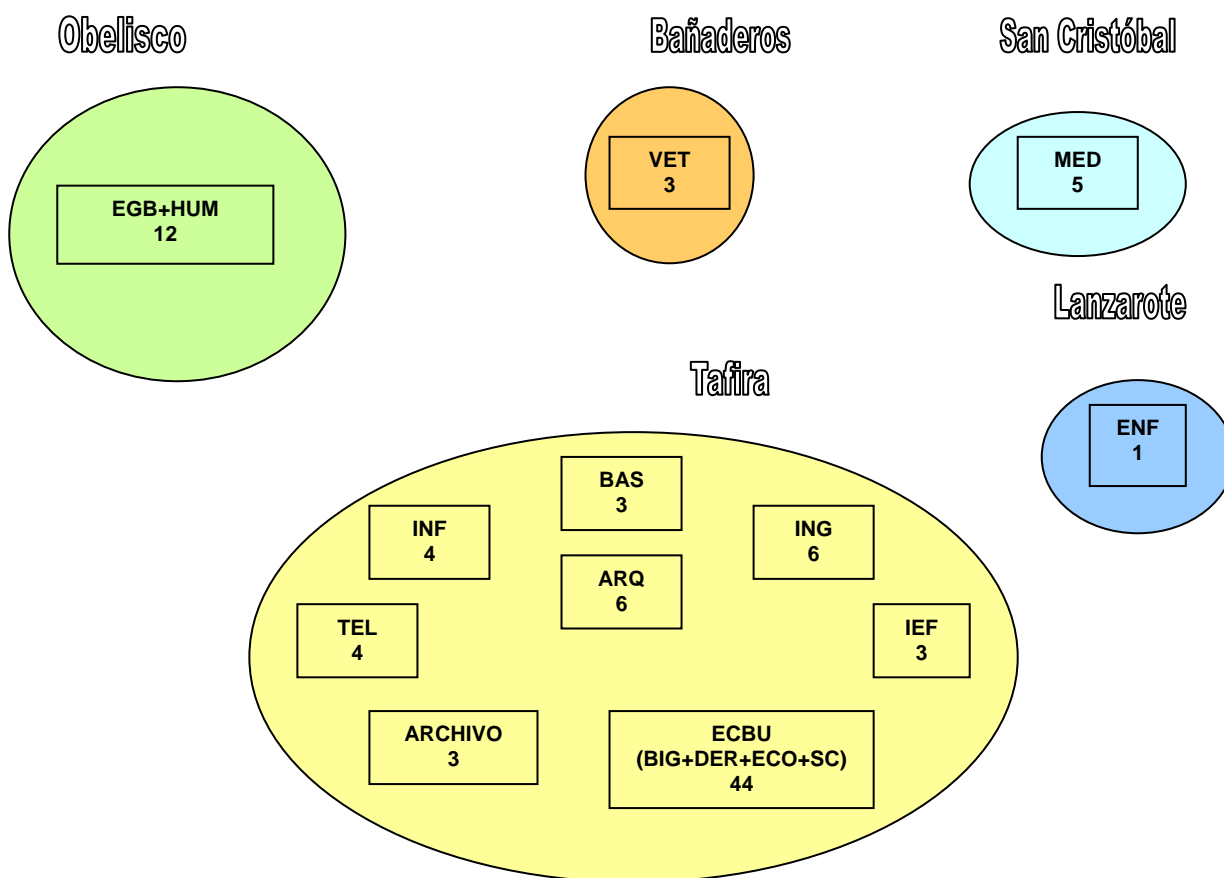 Obelisco
Bañaderos
San Cristóbal
EGB+HUM
12
VET
3
MED
5
Lanzarote
ENF
1
Tafira
BAS
3
INF
4
ING
6
ARQ
6
TEL
4
IEF
3
ARCHIVO
3
ECBU
(BIG+DER+ECO+SC)
44